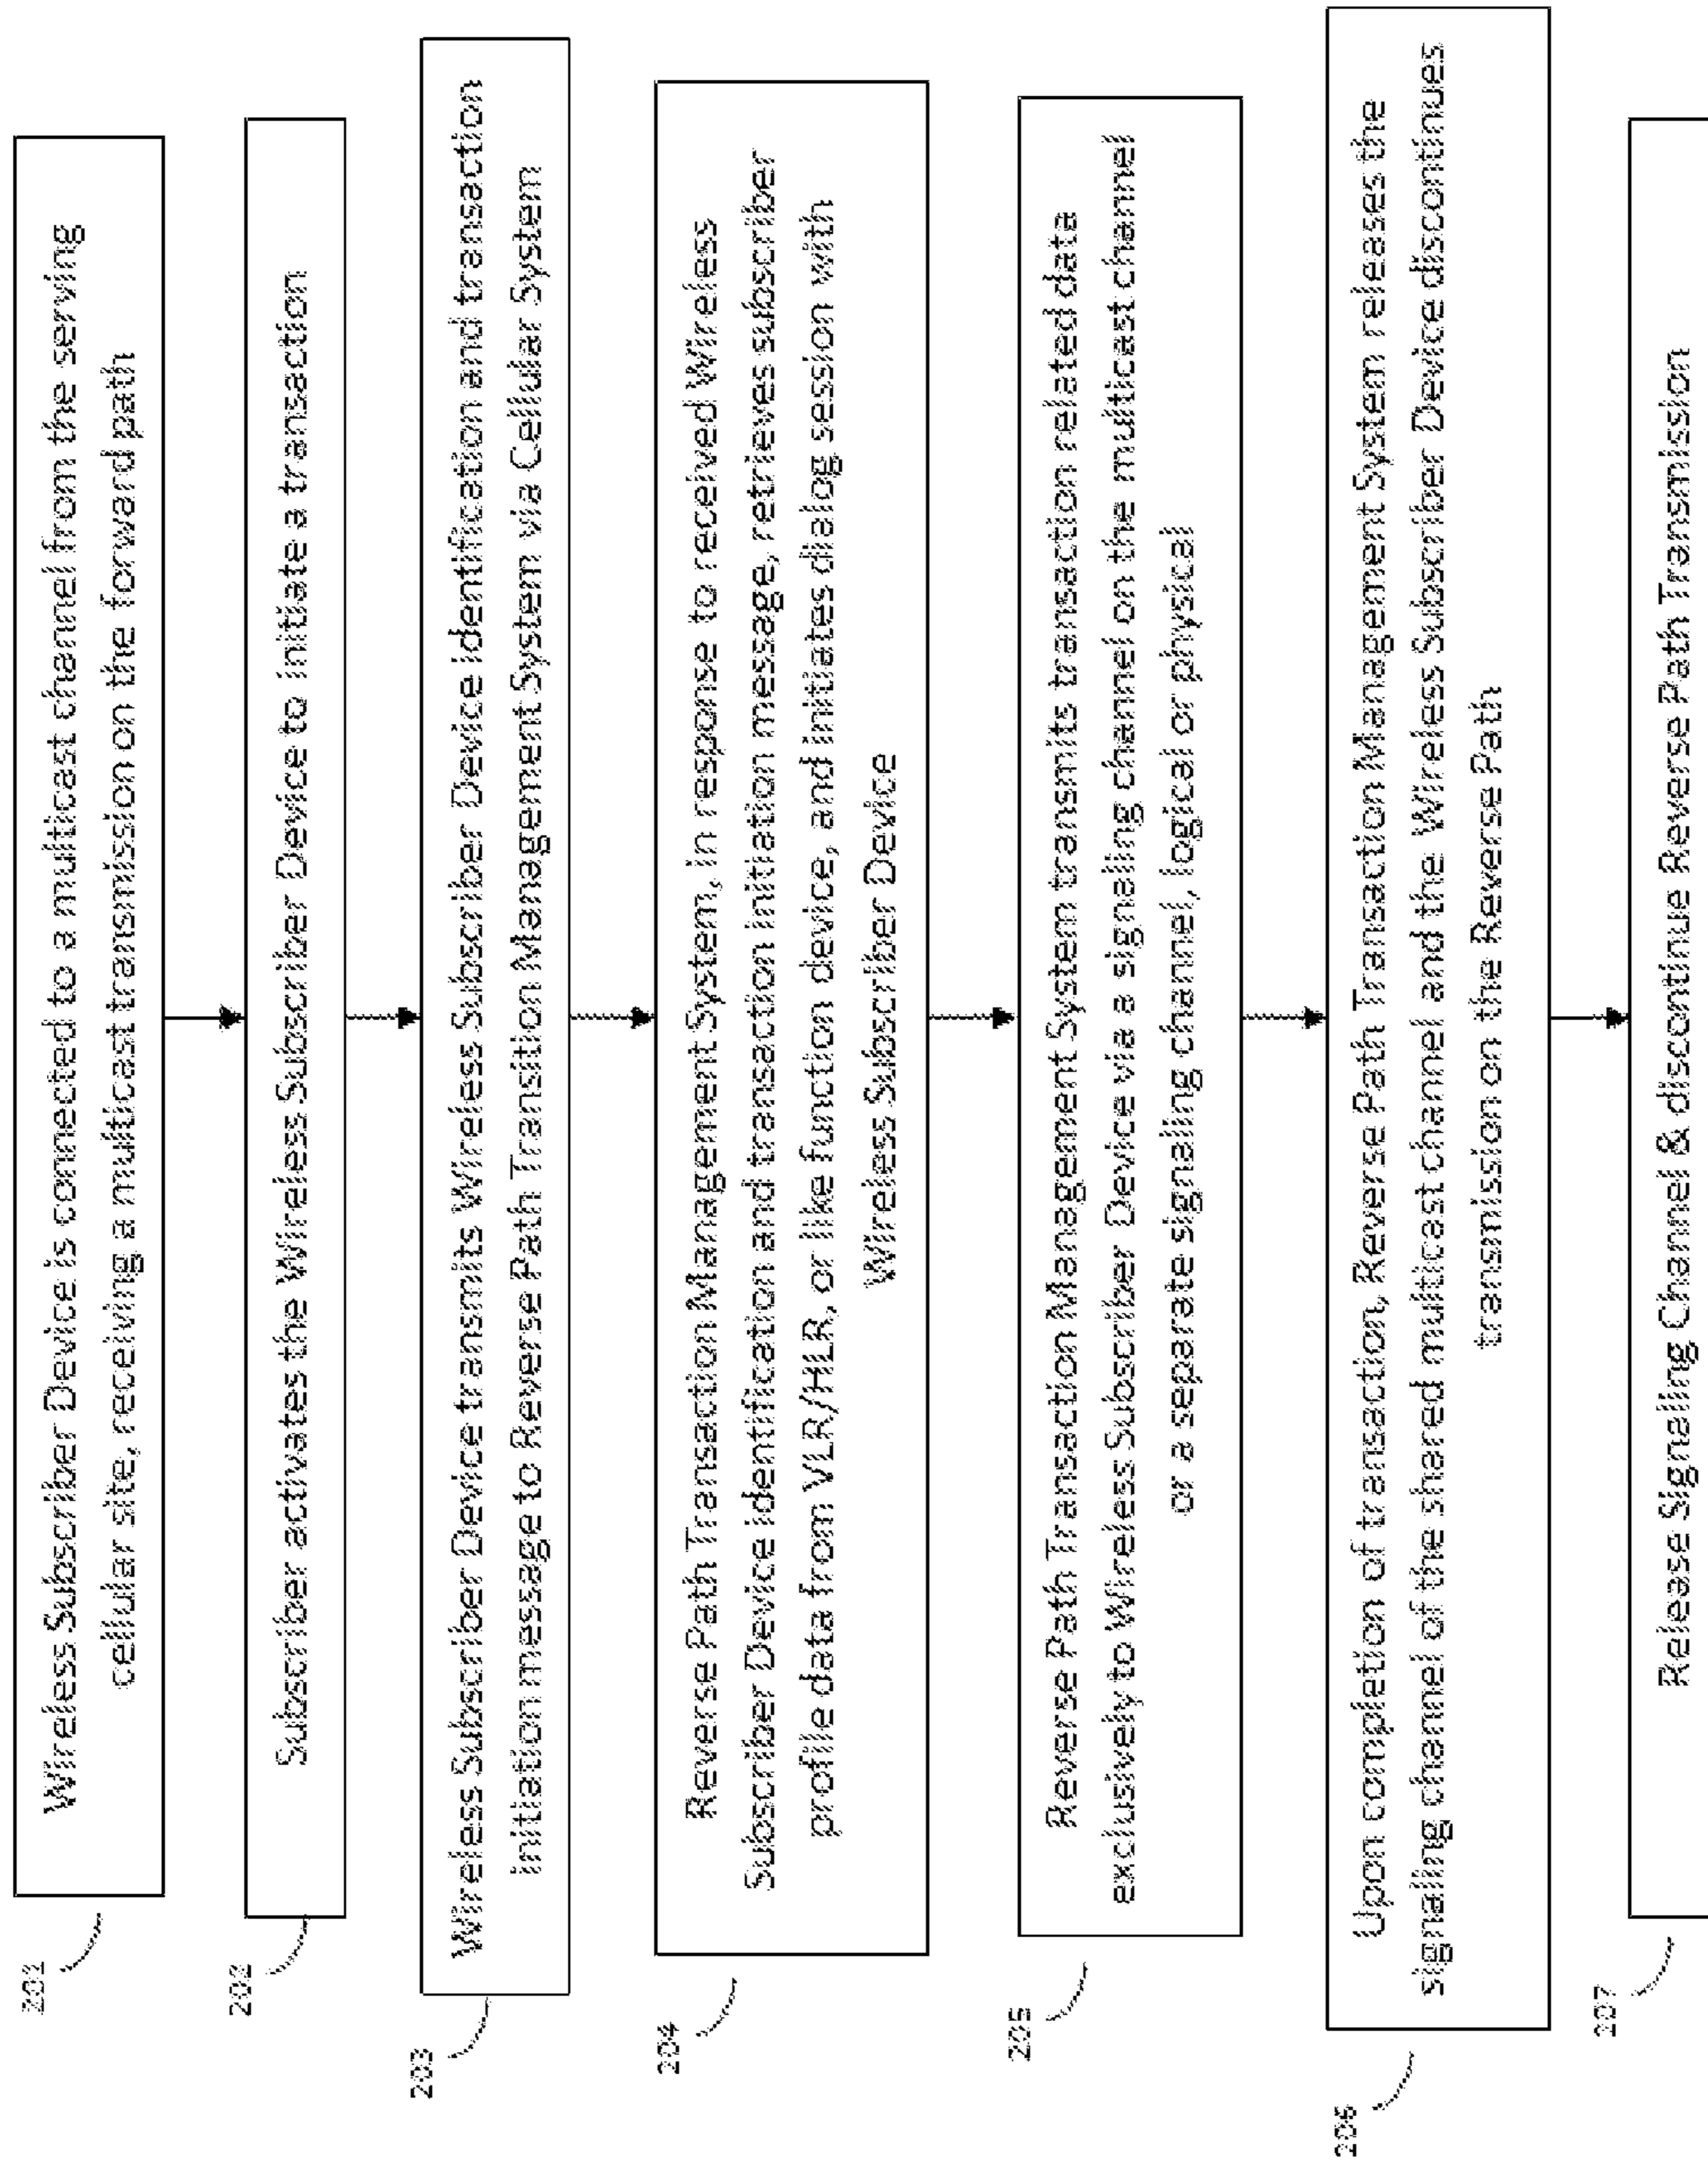 201
Wireless Subscriber Device is connected to a multicast channel from the serving
cellular site, receiving a multicast transmission on the forward path
202
Subscriber activates the Wireless Subscriber Device to initiate a transaction
203
Wireless Subscriber Device transmits Wireless Subscriber Device identification and transaction
initiation message to Reverse Path Transition Management System via Cellular System
204
Reverse Path Transaction Management System, in response to received Wireless
Subscriber Device identification and transaction initiation message, retrieves subscriber
profile data from VLR/HLR, or like function device, and initiates dialog session with
Wireless Subscriber Device
205
Reverse Path Transaction Management System transmits transaction related data
exclusively to Wireless Subscriber Device via a signaling channel on the multicast channel
or a separate signaling channel, logical or physical
206
Upon completion of transaction, Reverse Path Transaction Management System releases the
signaling channel of the shared multicast channel and the Wireless Subscriber Device discontinues
transmission on the Reverse Path
207
Release Signaling Channel & discontinue Reverse Path Transmission